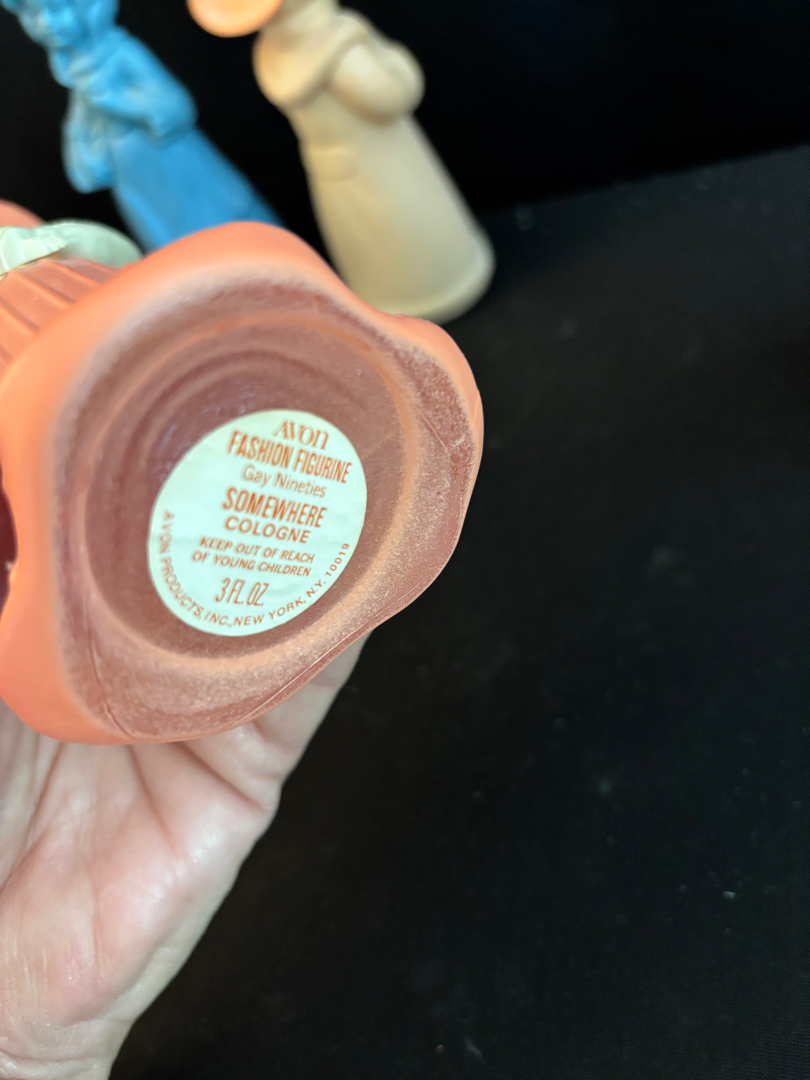 AVON
FASHION FIGURINE
Gay Nineties
SOMEWHERE
COLOGNE
KEEP OUT OF REACH
OF YOUNG CHILDREN
3 FL. OZ.
AVON PRODUCTS, INC., NEW YORK, N.Y. 10019